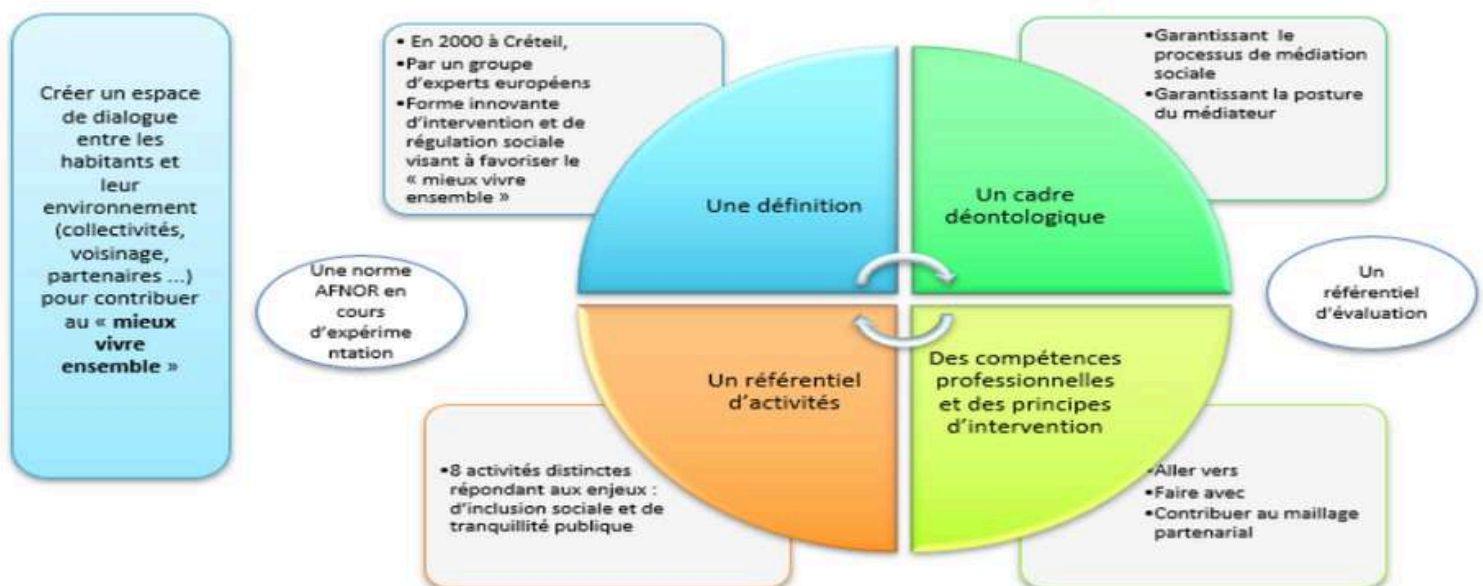 Créer un espace
de dialogue
entre les
habitants et
leur
environnement
(collectivités,
voisinage,
partenaires ...)
pour contribuer
au « mieux
vivre
ensemble »
• En 2000 à Créteil,
•Par un groupe
d'experts européens
•Forme innovante
d'intervention et de
régulation sociale
visant à favoriser le
« mieux vivre
ensemble »
Une définition
Un cadre
déontologique
•Garantissant le
processus de médiation
sociale
•Garantissant la posture
du médiateur
Une norme
AFNOR en
cours
d'expérime
ntation
Un
référentiel
d'évaluation
Un référentiel
d'activités
Des compétences
professionnelles
et des principes
d'intervention
•8 activités distinctes
répondant aux enjeux :
d'inclusion sociale et de
tranquillité publique
•Aller vers
•Faire avec
•Contribuer au maillage
partenarial